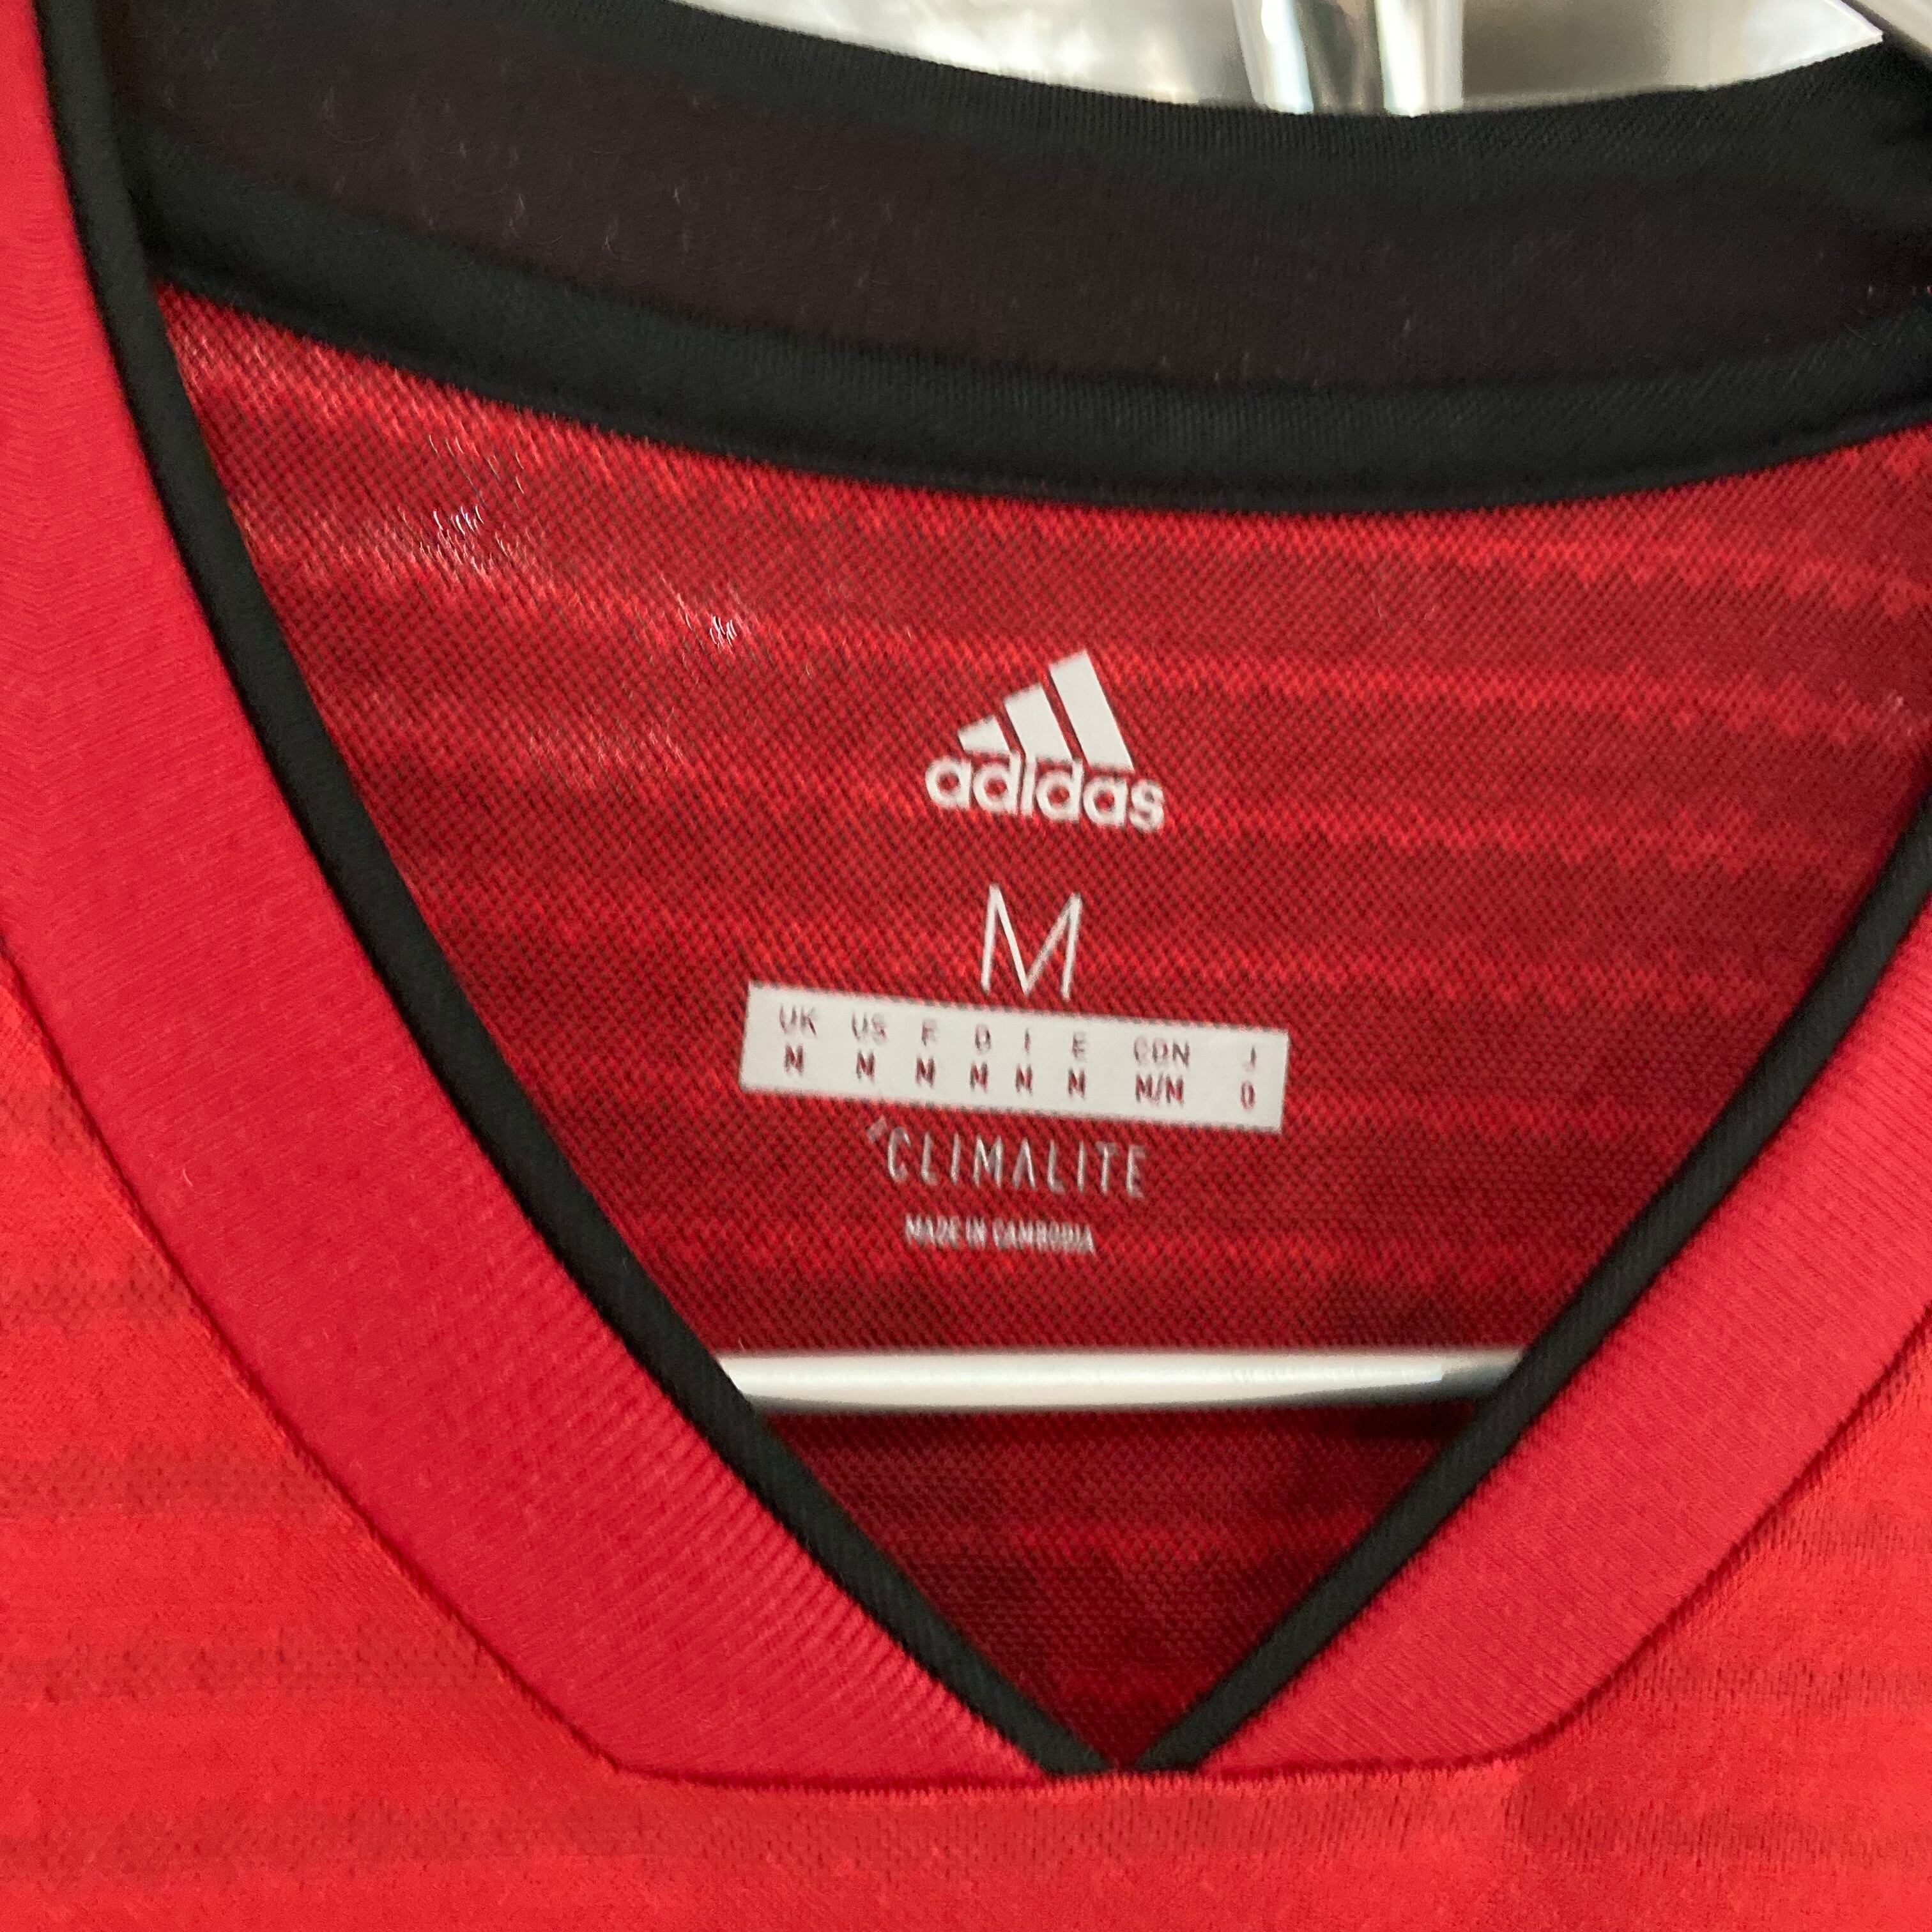 adidas
M
UK US F D I E CDN J
M M M M M M M/M O
CLIMALITE
MADE IN CAMBODIA